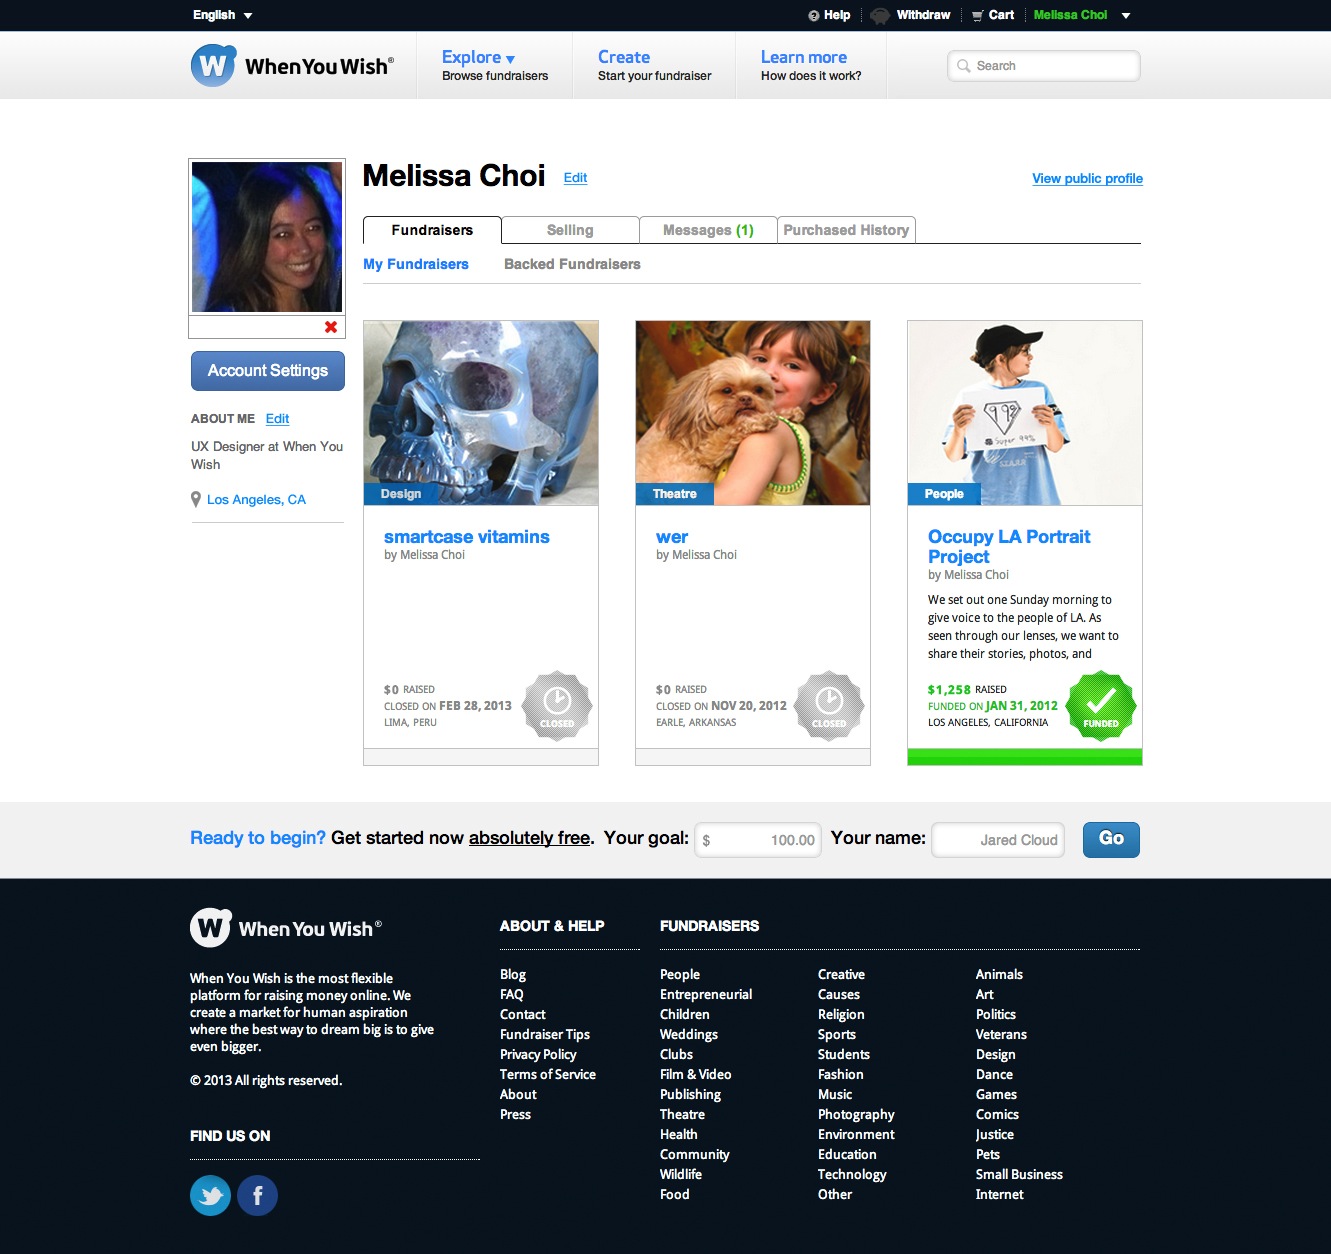 English
Help
Withdraw
Cart
Melissa Choi
W WhenYouWish®
Explore
Browse fundraisers
Create
Start your fundraiser
Learn more
How does it work?
Search
Melissa Choi Edit
View public profile
Fundraisers
Selling
Messages (1)
Purchased History
My Fundraisers
Backed Fundraisers
Account Settings
ABOUT ME Edit
UX Designer at When You
Wish
Los Angeles, CA
Design
smartcase vitamins
by Melissa Choi
$0 RAISED
CLOSED ON FEB 28, 2013
LIMA, PERU
CLOSED
Theatre
wer
by Melissa Choi
$0 RAISED
CLOSED ON NOV 20, 2012
EARLE, ARKANSAS
CLOSED
99
Super 99%
People
Occupy LA Portrait
Project
by Melissa Choi
We set out one Sunday morning to
give voice to the people of LA. As
seen through our lenses, we want to
share their stories, photos, and
$1,258 RAISED
FUNDED ON JAN 31, 2012
LOS ANGELES, CALIFORNIA
FUNDED
Ready to begin? Get started now absolutely free. Your goal: $ 100.00 Your name: Jared Cloud Go
W When You Wish®
When You Wish is the most flexible
platform for raising money online. We
create a market for human aspiration
where the best way to dream big is to give
even bigger.
© 2013 All rights reserved.
FIND US ON
f
ABOUT & HELP
Blog
FAQ
Contact
Fundraiser Tips
Privacy Policy
Terms of Service
About
Press
FUNDRAISERS
People
Entrepreneurial
Children
Weddings
Clubs
Film & Video
Publishing
Theatre
Health
Community
Wildlife
Food
Creative
Causes
Religion
Sports
Students
Fashion
Music
Photography
Environment
Education
Technology
Other
Animals
Art
Politics
Veterans
Design
Dance
Games
Comics
Justice
Pets
Small Business
Internet